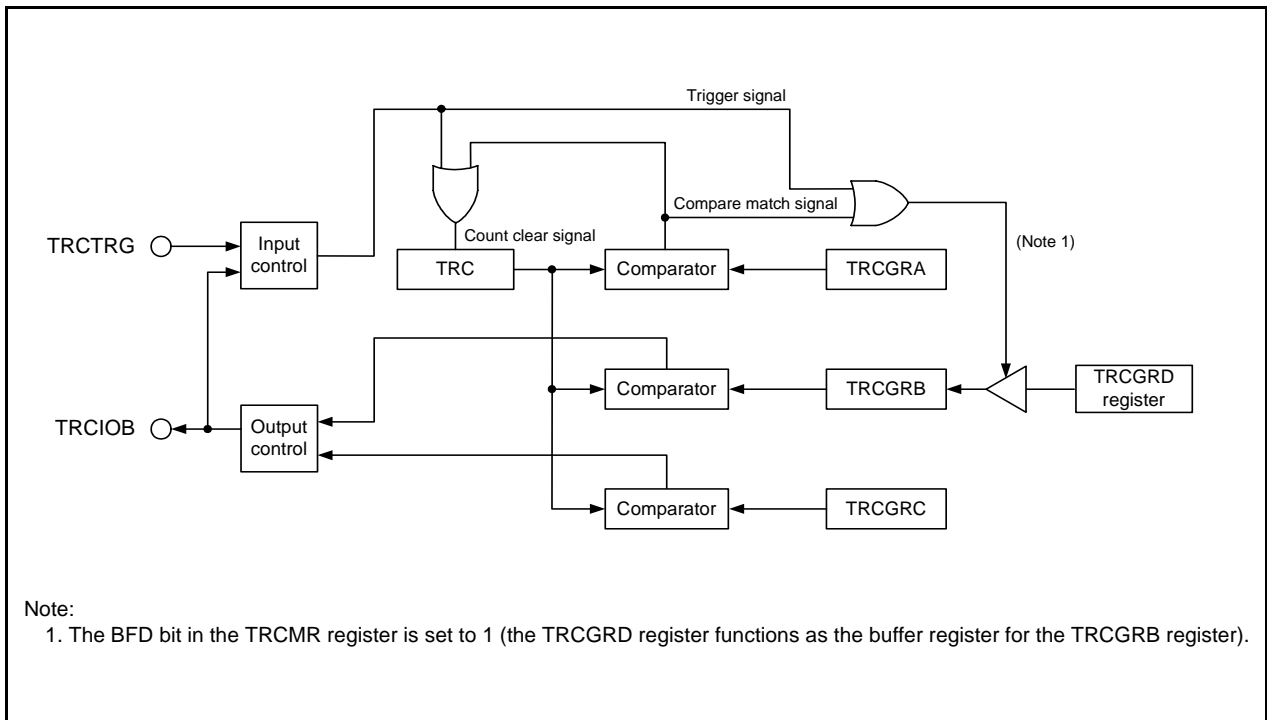 Trigger signal
Compare match signal
TRCTRG
Input
control
Count clear signal
(Note 1)
TRC
Comparator
TRCGRA
Comparator
TRCGRB
TRCGRD
register
TRCIOB
Output
control
Comparator
TRCGRC
Note:
1. The BFD bit in the TRCMR register is set to 1 (the TRCGRD register functions as the buffer register for the TRCGRB register).